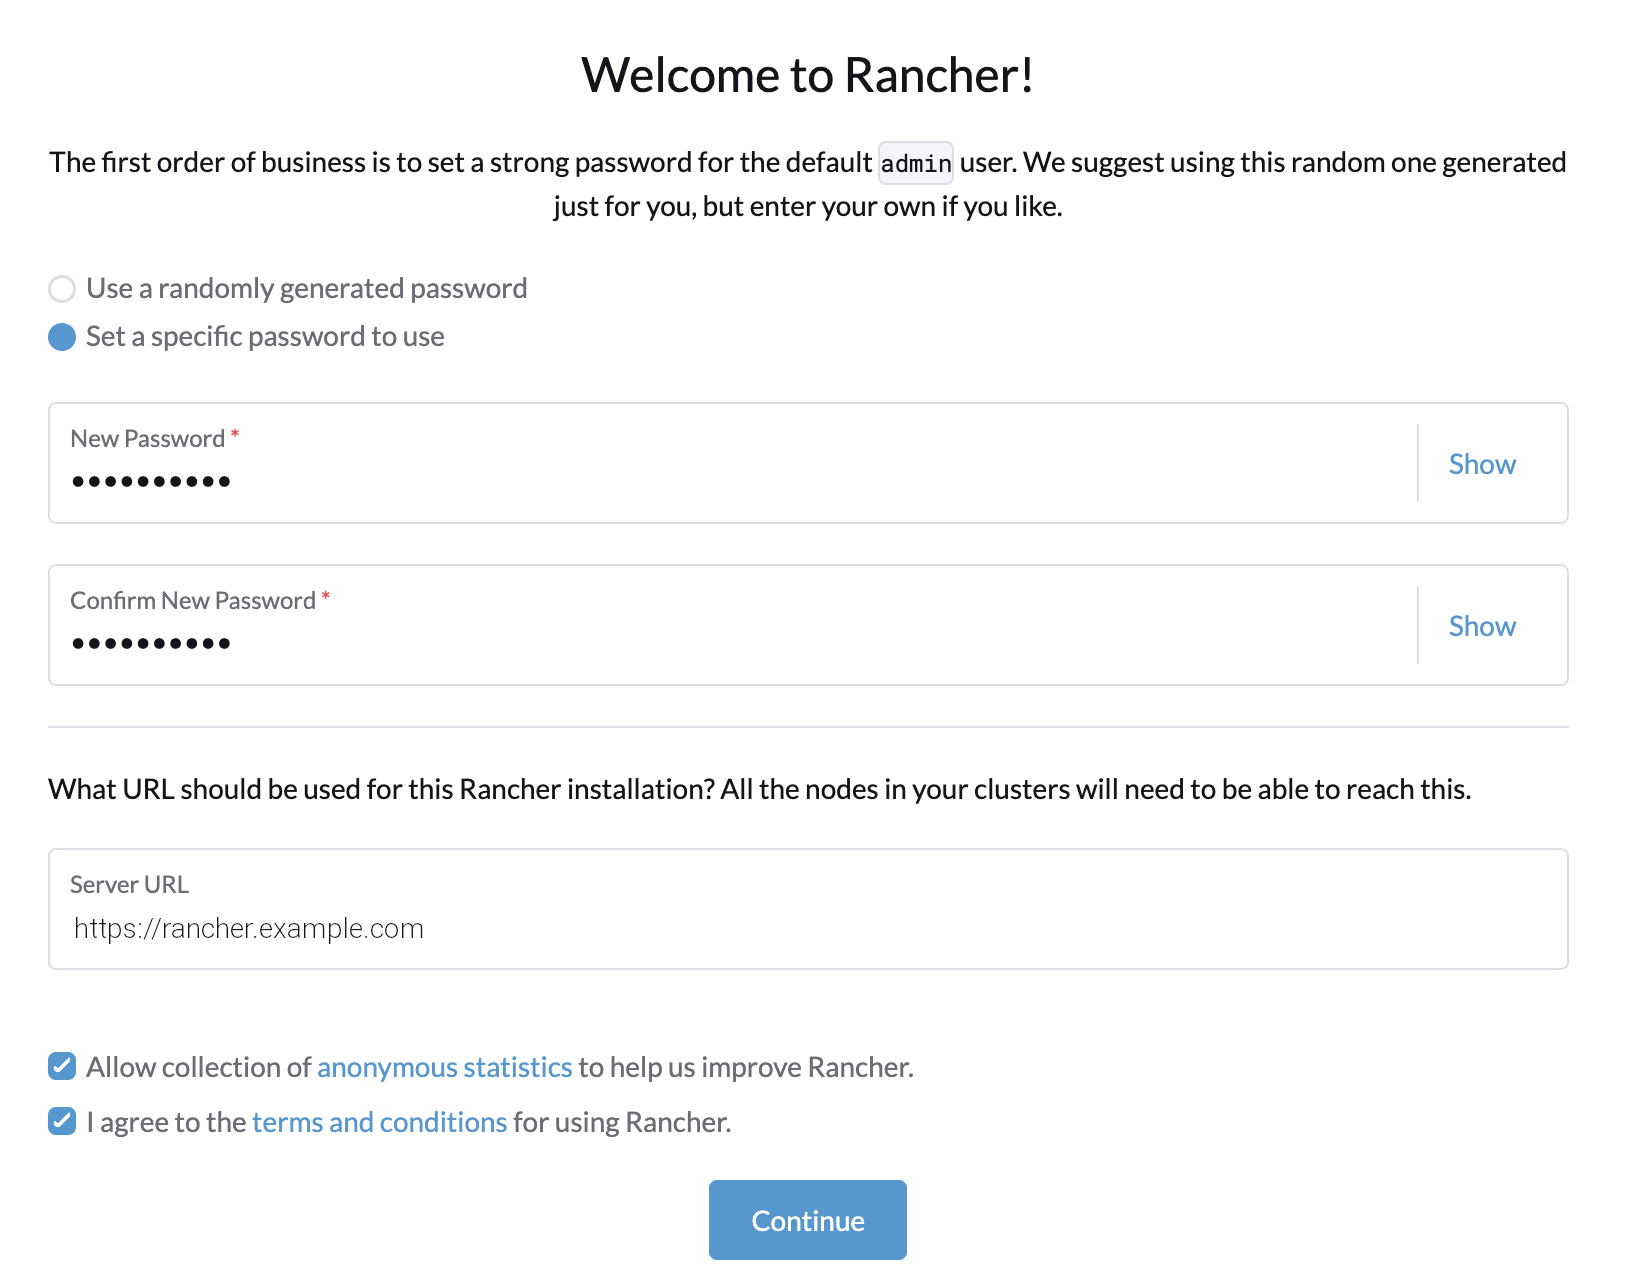 Welcome to Rancher!
The first order of business is to set a strong password for the default admin user. We suggest using this random one generated
just for you, but enter your own if you like.
Use a randomly generated password
Set a specific password to use
New Password *
••••••••••
Show
Confirm New Password *
••••••••••
Show
What URL should be used for this Rancher installation? All the nodes in your clusters will need to be able to reach this.
Server URL
https://rancher.example.com
Allow collection of anonymous statistics to help us improve Rancher.
I agree to the terms and conditions for using Rancher.
Continue